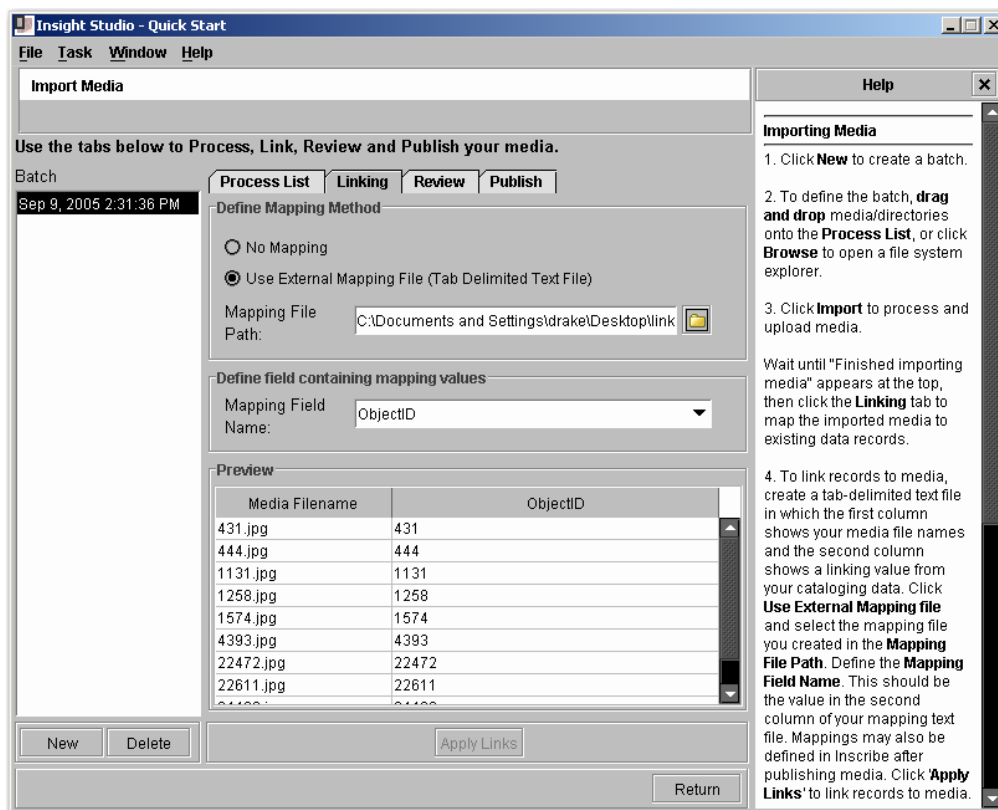 Insight Studio - Quick Start
File Task Window Help
Import Media
Use the tabs below to Process, Link, Review and Publish your media.
Batch
Sep 9, 2005 2:31:36 PM
Process List Linking Review Publish
Define Mapping Method
No Mapping
Use External Mapping File (Tab Delimited Text File)
Mapping File
Path:
C:\Documents and Settings\drake\Desktop\link
Define field containing mapping values
Mapping Field
Name:
ObjectID
Preview
Media Filename ObjectID
431.jpg 431
444.jpg 444
1131.jpg 1131
1258.jpg 1258
1574.jpg 1574
4393.jpg 4393
22472.jpg 22472
22611.jpg 22611
New Delete
Apply Links
Return
Help
Importing Media
1. Click New to create a batch.
2. To define the batch, drag
and drop media/directories
onto the Process List, or click
Browse to open a file system
explorer.
3. Click Import to process and
upload media.
Wait until "Finished importing
media" appears at the top,
then click the Linking tab to
map the imported media to
existing data records.
4. To link records to media,
create a tab-delimited text file
in which the first column
shows your media file names
and the second column
shows a linking value from
your cataloging data. Click
Use External Mapping file
and select the mapping file
you created in the Mapping
File Path. Define the Mapping
Field Name. This should be
the value in the second
column of your mapping text
file. Mappings may also be
defined in Inscribe after
publishing media. Click 'Apply
Links' to link records to media.